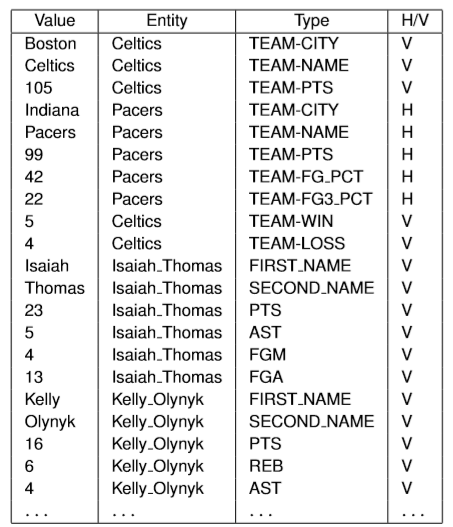 Value Entity Type H/V
Boston Celtics TEAM-CITY V
Celtics Celtics TEAM-NAME V
105 Celtics TEAM-PTS V
Indiana Pacers TEAM-CITY H
Pacers Pacers TEAM-NAME H
99 Pacers TEAM-PTS H
42 Pacers TEAM-FG_PCT H
22 Pacers TEAM-FG3_PCT H
5 Celtics TEAM-WIN V
4 Celtics TEAM-LOSS V
Isaiah Isaiah_Thomas FIRST_NAME V
Thomas Isaiah_Thomas SECOND_NAME V
23 Isaiah_Thomas PTS V
5 Isaiah_Thomas AST V
4 Isaiah_Thomas FGM V
13 Isaiah_Thomas FGA V
Kelly Kelly_Olynyk FIRST_NAME V
Olynyk Kelly_Olynyk SECOND_NAME V
16 Kelly_Olynyk PTS V
6 Kelly_Olynyk REB V
4 Kelly_Olynyk AST V
. . . . . . . . . . . .